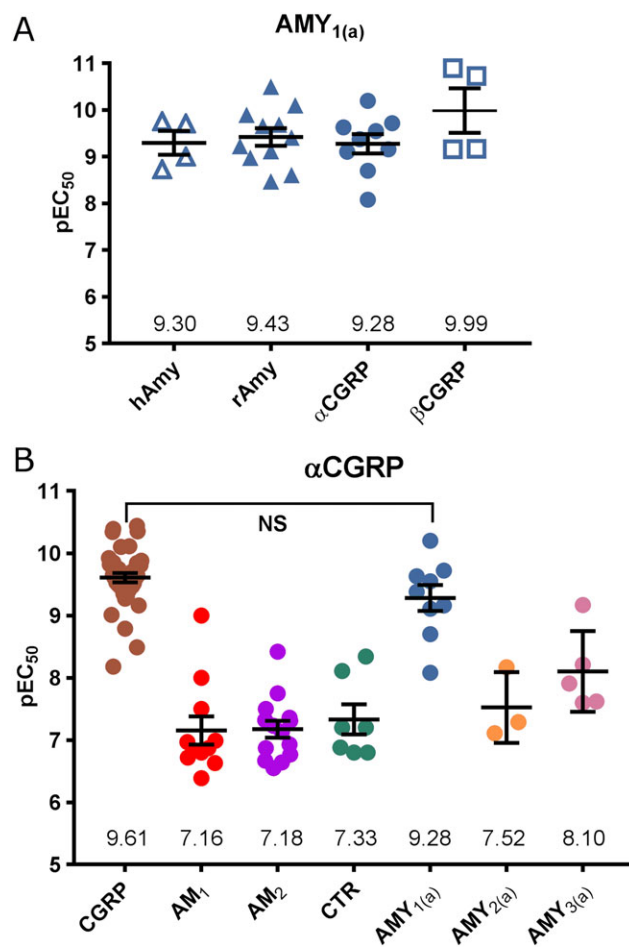 A
AMY1(a)
pEC50
11
10
9
8
7
6
5
9.30 9.43 9.28 9.99
hAmy rAmy αCGRP βCGRP
B
αCGRP
NS
pEC50
11
10
9
8
7
6
5
9.61 7.16 7.18 7.33 9.28 7.52 8.10
CGRP AM1 AM2 CTR AMY1(a) AMY2(a) AMY3(a)